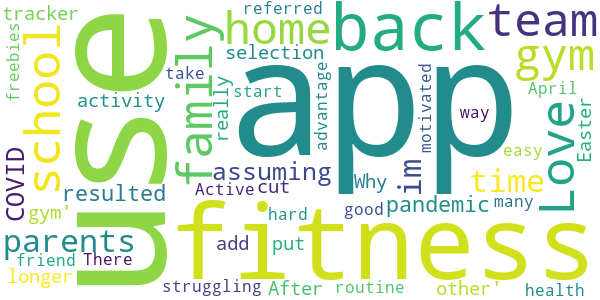 tracker
referred
freebies
use
school
family
home
back
team
app
gym
selection
take
start
really
advantage
motivated
April
activity
way
Easter
Love
easy
COVID
assuming
im
Why
time
resulted
Active
cut
gym'
fitness
hard
good
pandemic
many
parents
add
put
friend
There
longer
After
routine
other'
health
struggling